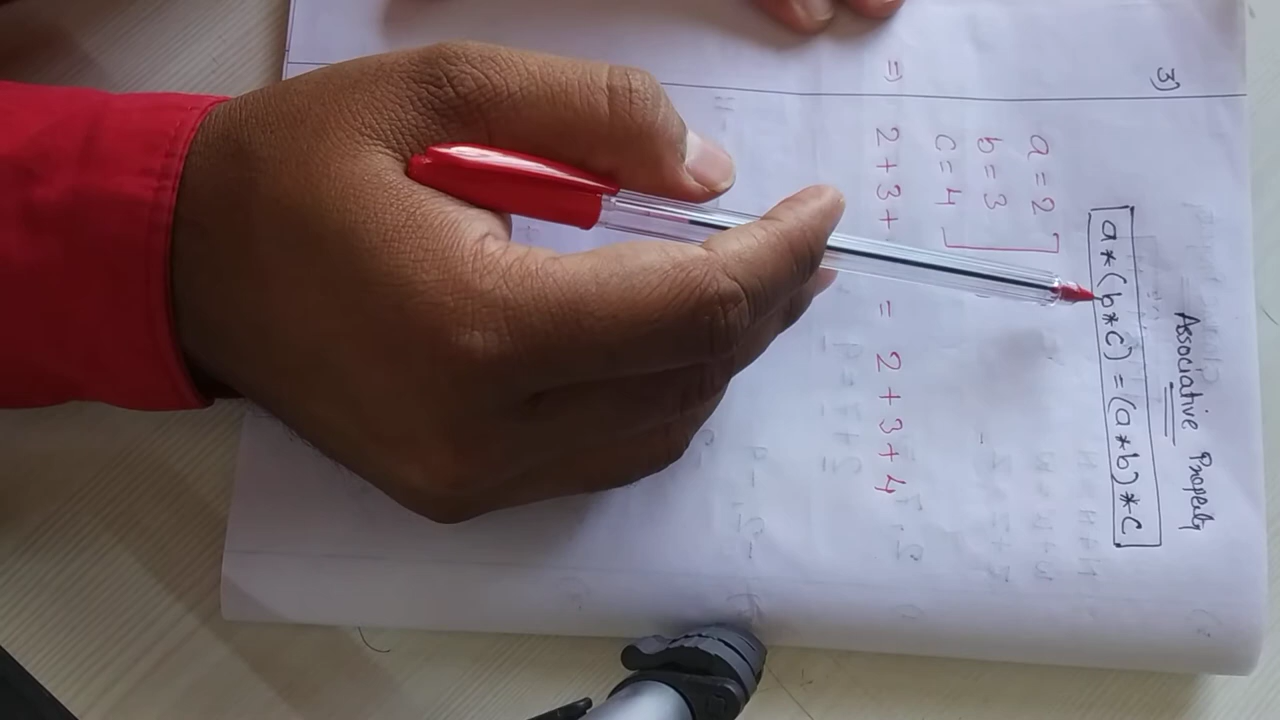 3) Associative Property
a * (b * c) = (a * b) * c
a = 2
b = 3
c = 4
=) 2 + 3 + = 2 + 3 + 4